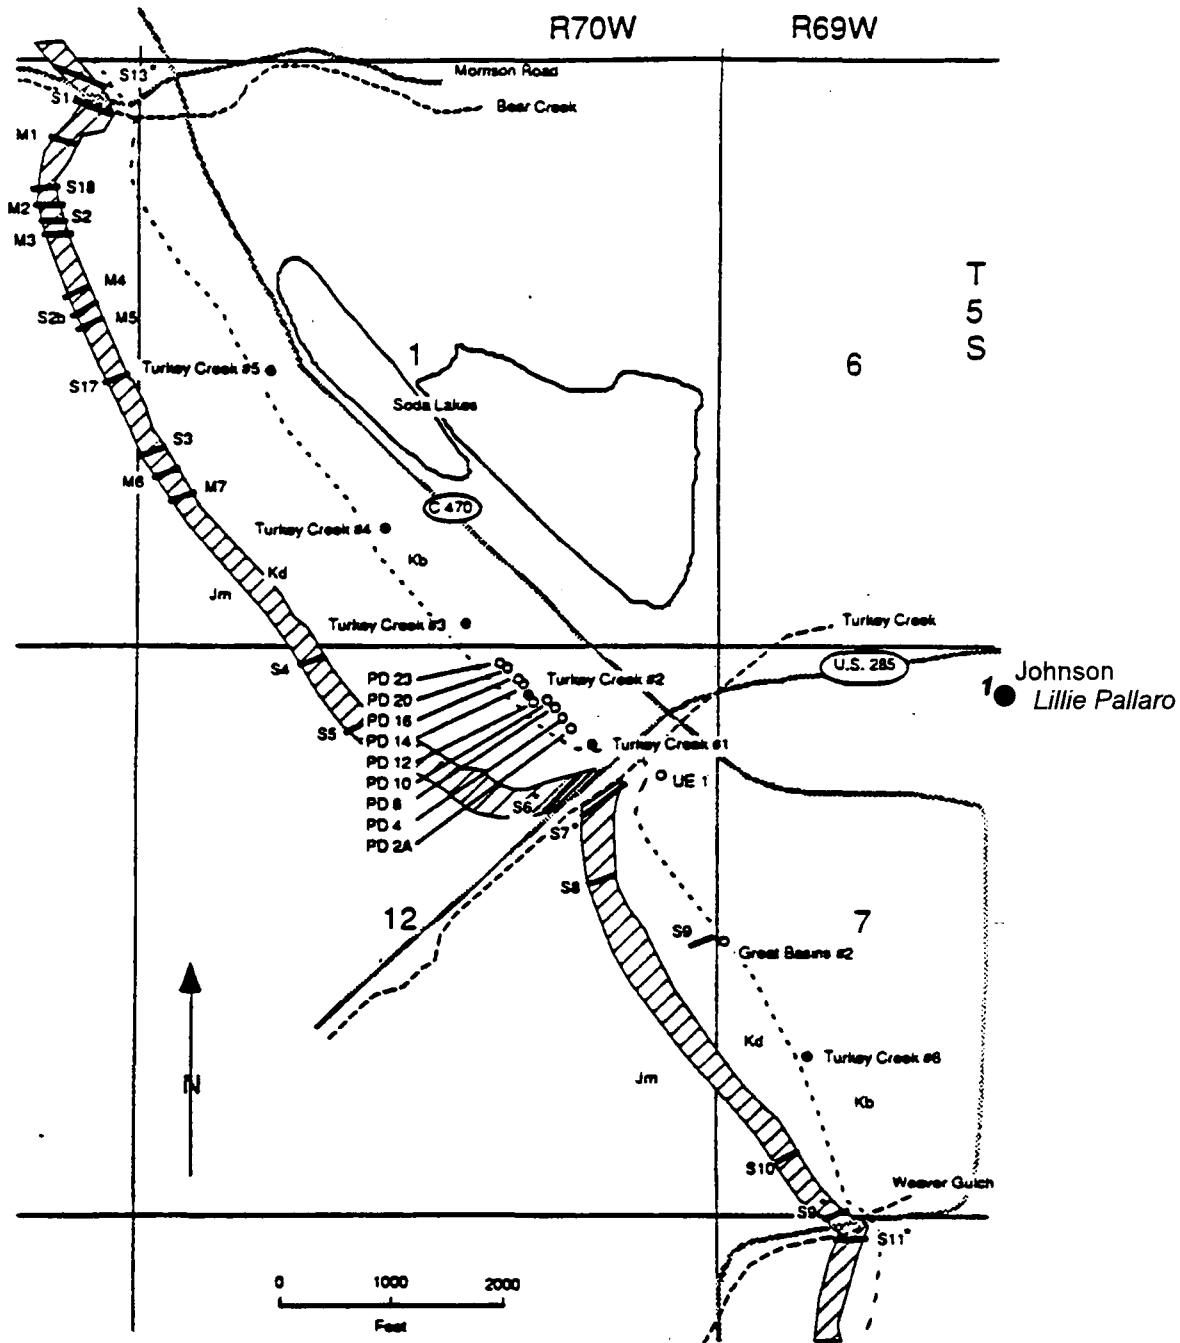 R70W R69W
S13*
Morrison Road
S1
Bear Creek
M1
S18
M2
S2
M3
T
5
S
M4
S2b
M5
1
6
Turkey Creek #5
S17
Soda Lakes
S3
M6
M7
C 470
Turkey Creek #4
Kb
Kd
Jm
Turkey Creek
Turkey Creek #3
S4
U.S. 285
Johnson
1
Lillie Pallaro
PD 23
Turkey Creek #2
PD 20
PD 16
S5
PD 14
Turkey Creek #1
PD 12
PD 10
UE 1
PD 8
S6*
PD 4
S7*
PD 2A
S8
12
7
S9
Great Basins #2
Kd
Turkey Creek #6
Jm
N
Kb
S10
Weaver Gulch
S9
S11*
0 1000 2000
Feet